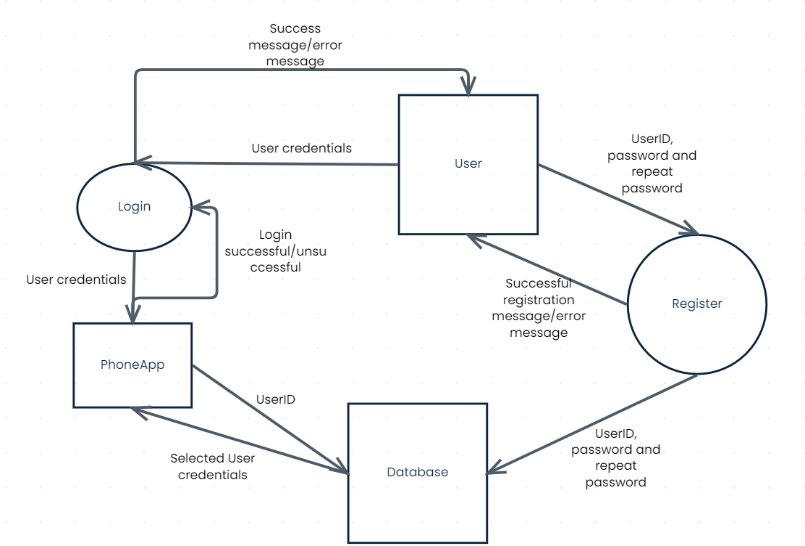 Success
message/error
message
User credentials
User
UserID,
password and
repeat
password
Login
Login
successful/unsu
ccessful
User credentials
Successful
registration
message/error
message
Register
PhoneApp
UserID
Selected User
credentials
Database
UserID,
password and
repeat
password